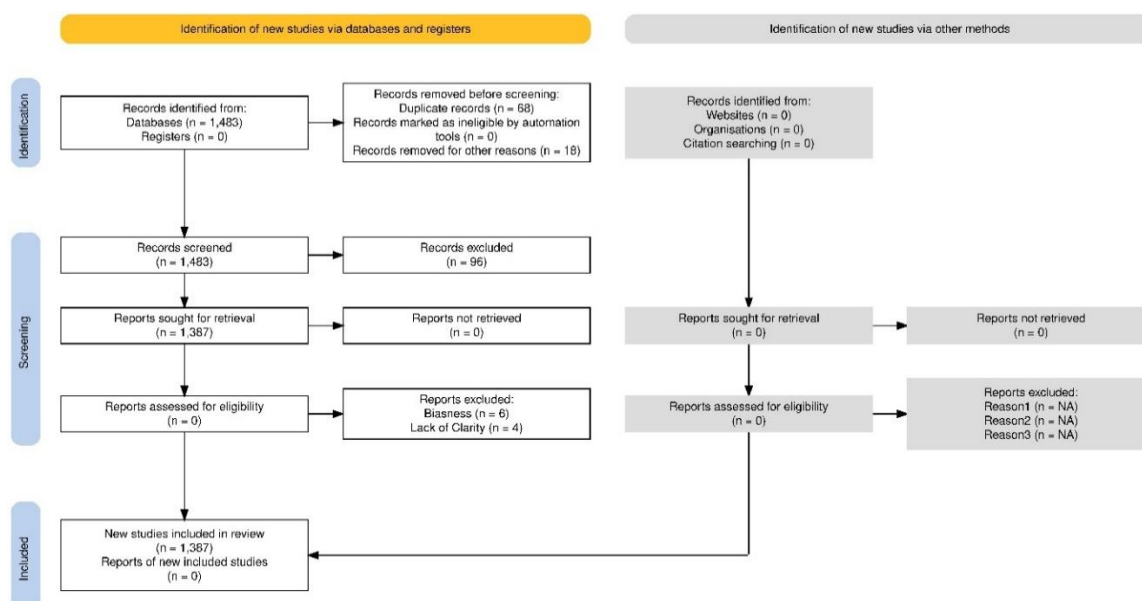 Identification of new studies via databases and registers
Identification of new studies via other methods
Identification
Records identified from:
Databases (n = 1,483)
Registers (n = 0)
Records removed before screening:
Duplicate records (n = 68)
Records marked as ineligible by automation
tools (n = 0)
Records removed for other reasons (n = 18)
Records identified from:
Websites (n = 0)
Organisations (n = 0)
Citation searching (n = 0)
Screening
Records screened
(n = 1,483)
Records excluded
(n = 96)
Reports sought for retrieval
(n = 1,387)
Reports not retrieved
(n = 0)
Reports sought for retrieval
(n = 0)
Reports not retrieved
(n = 0)
Reports assessed for eligibility
(n = 0)
Reports excluded:
Biasness (n = 6)
Lack of Clarity (n = 4)
Reports assessed for eligibility
(n = 0)
Reports excluded:
Reason1 (n = NA)
Reason2 (n = NA)
Reason3 (n = NA)
Included
New studies included in review
(n = 1,387)
Reports of new included studies
(n = 0)